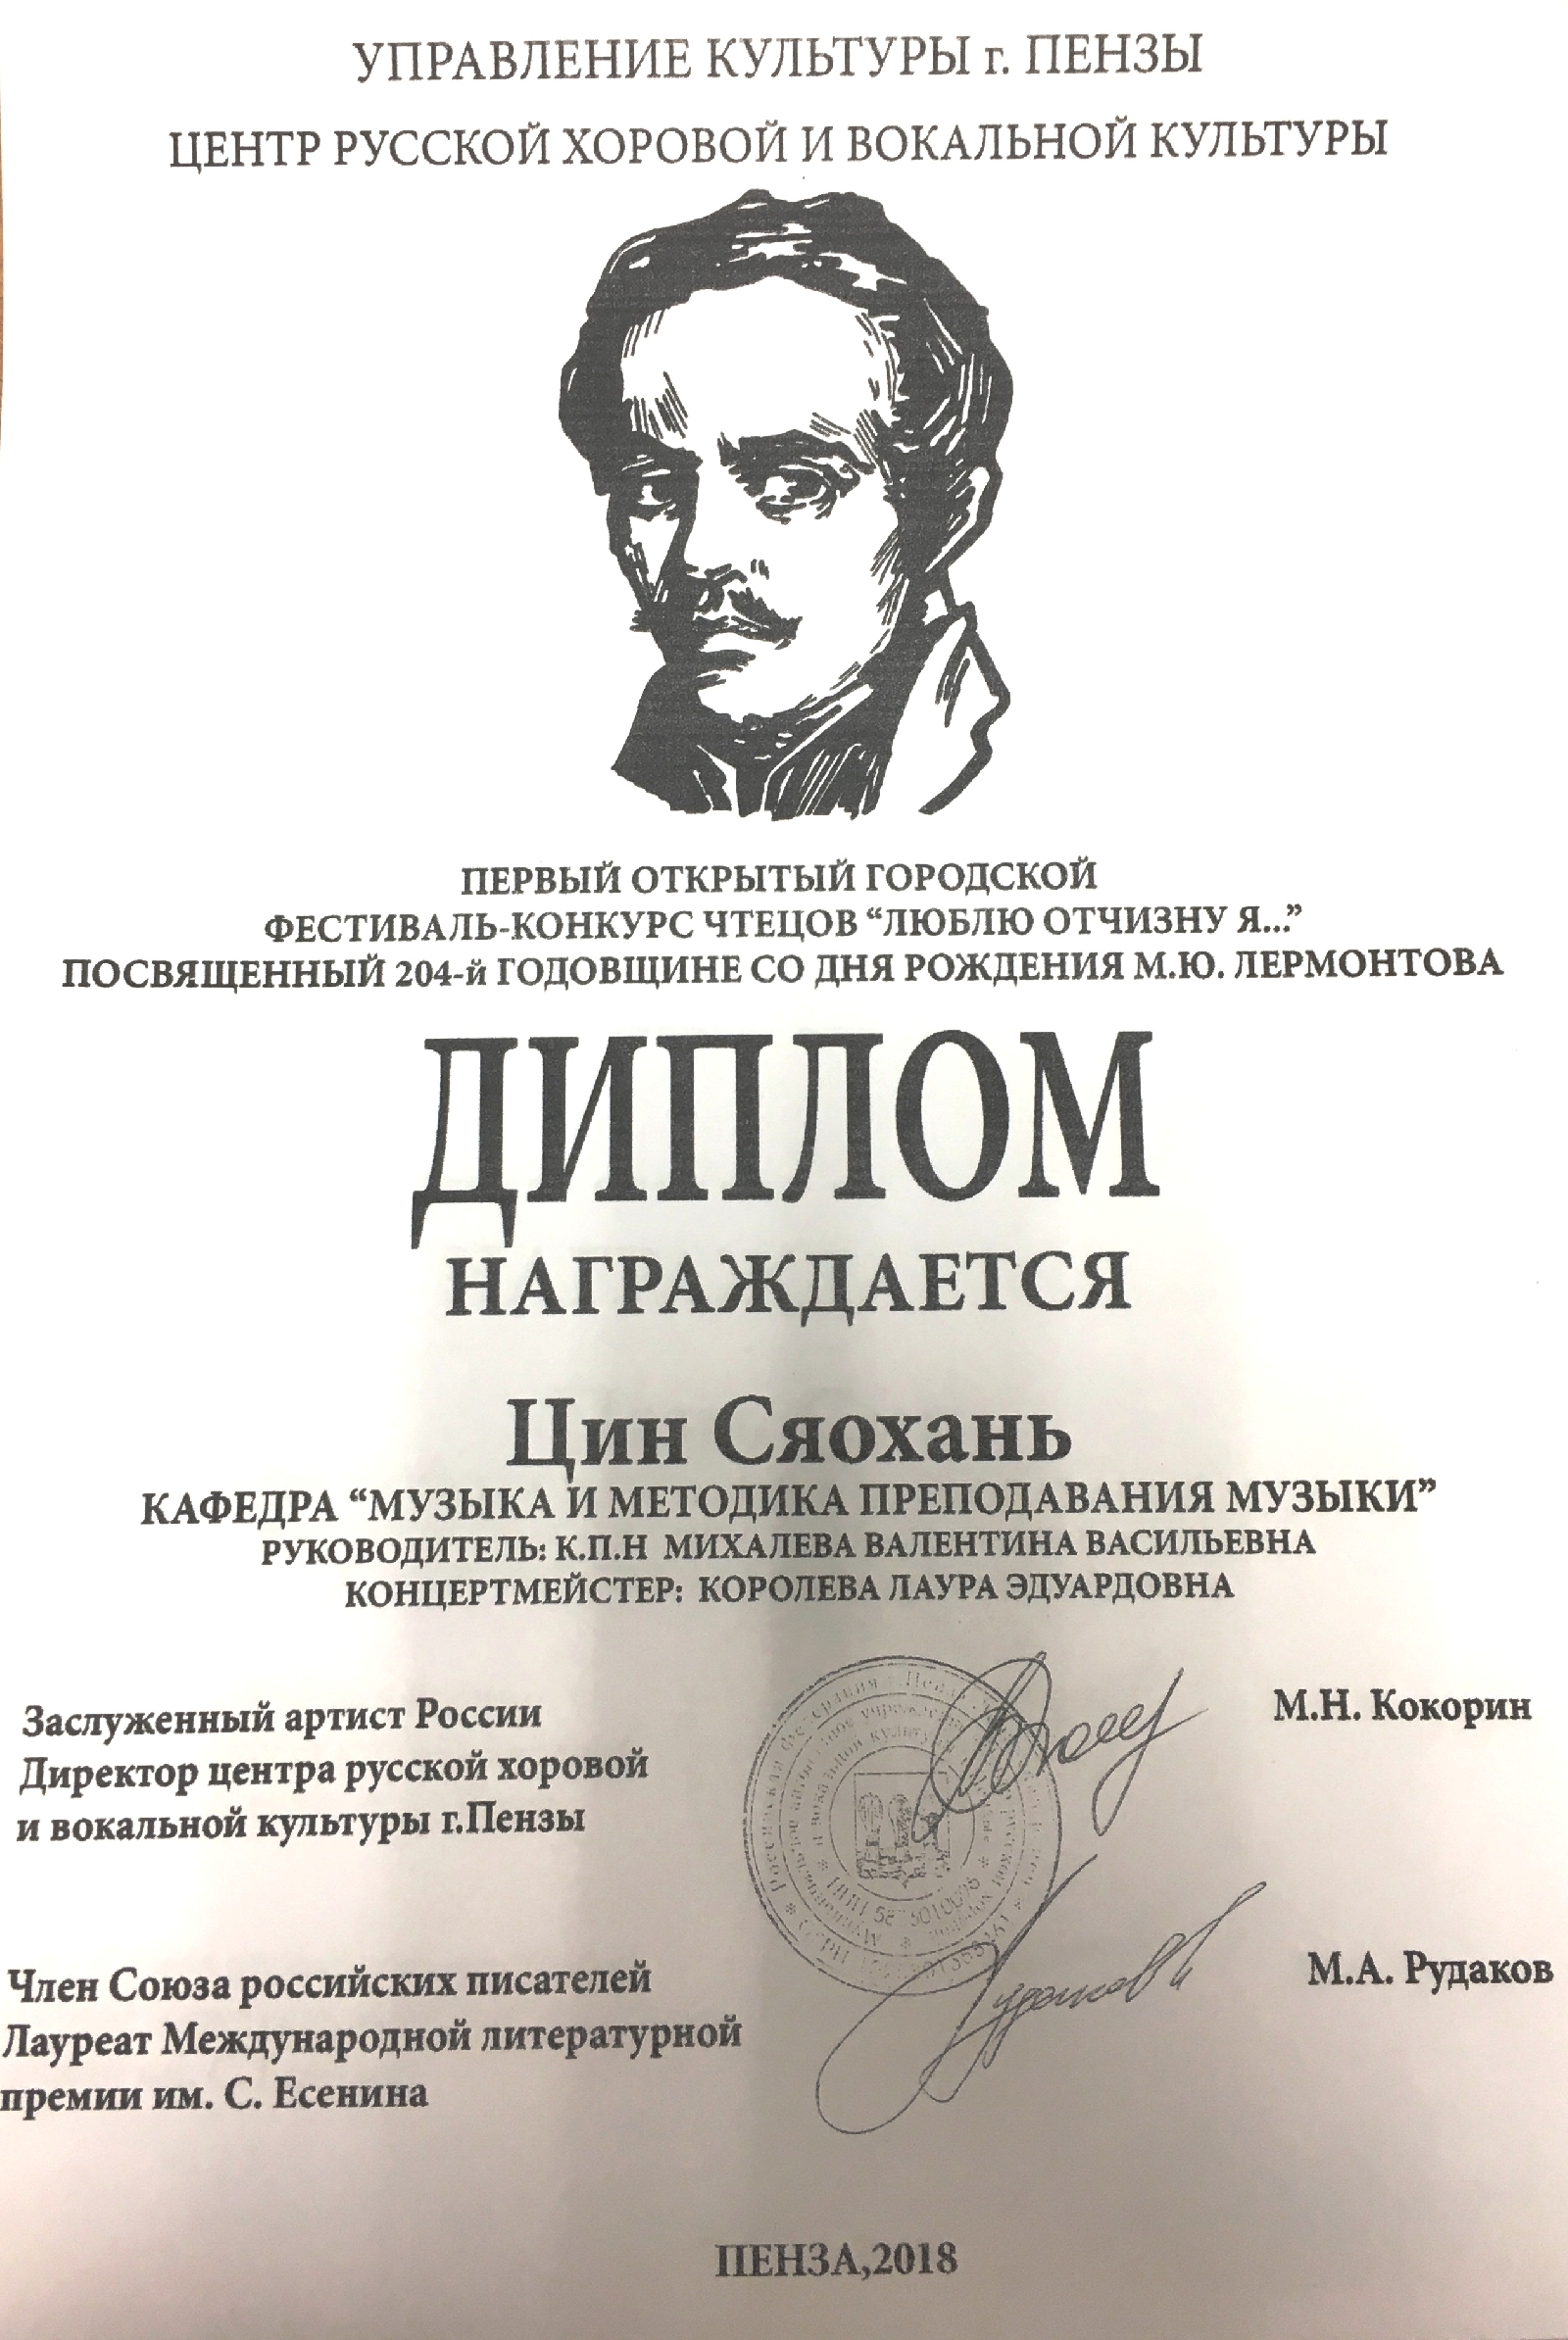 УПРАВЛЕНИЕ КУЛЬТУРЫ г. ПЕНЗЫ
ЦЕНТР РУССКОЙ ХОРОВОЙ И ВОКАЛЬНОЙ КУЛЬТУРЫ
ПЕРВЫЙ ОТКРЫТЫЙ ГОРОДСКОЙ
ФЕСТИВАЛЬ-КОНКУРС ЧТЕЦОВ “ЛЮБЛЮ ОТЧИЗНУ Я...”
ПОСВЯЩЕННЫЙ 204-й ГОДОВЩИНЕ СО ДНЯ РОЖДЕНИЯ М.Ю. ЛЕРМОНТОВА
ДИПЛОМ
НАГРАЖДАЕТСЯ
Цин Сяохань
КАФЕДРА “МУЗЫКА И МЕТОДИКА ПРЕПОДАВАНИЯ МУЗЫКИ”
РУКОВОДИТЕЛЬ: К.П.Н МИХАЛЕВА ВАЛЕНТИНА ВАСИЛЬЕВНА
КОНЦЕРТМЕЙСТЕР: КОРОЛЕВА ЛАУРА ЭДУАРДОВНА
Заслуженный артист России
Директор центра русской хоровой
и вокальной культуры г.Пензы
М.Н. Кокорин
Член Союза российских писателей
Лауреат Международной литературной
премии им. С. Есенина
М.А. Рудаков
ПЕНЗА,2018